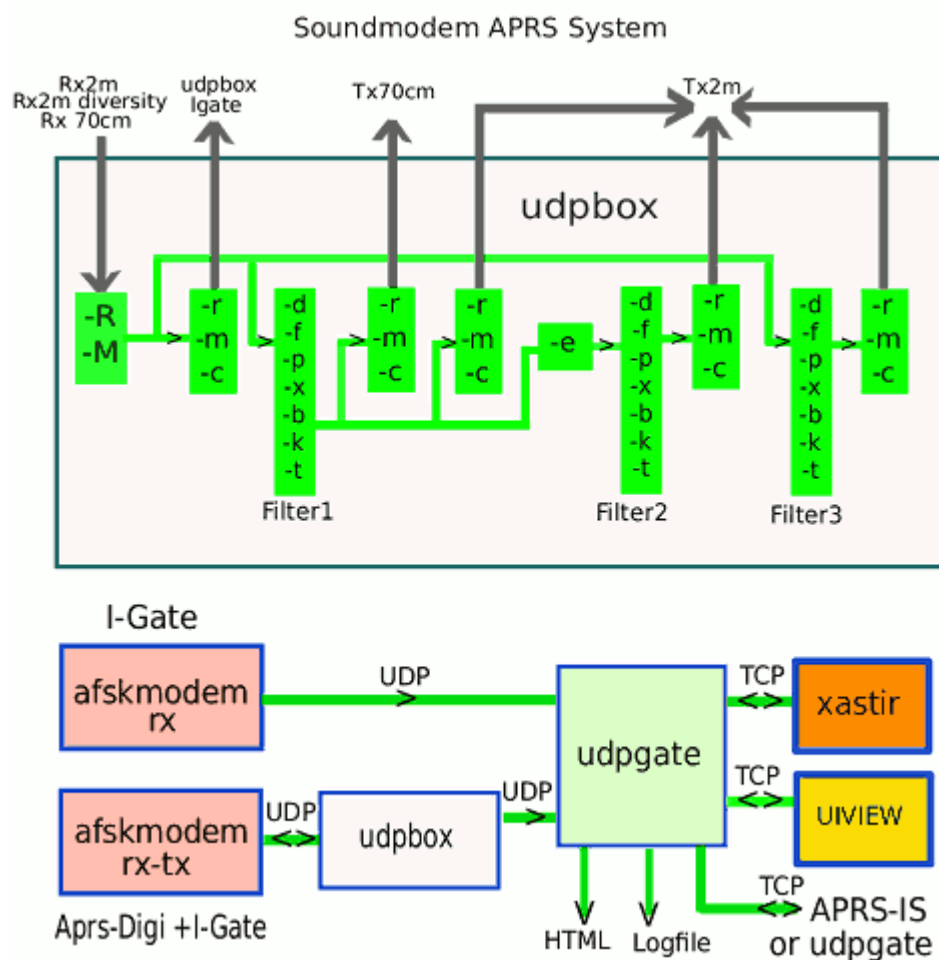 Soundmodem APRS System
Rx2m
Rx2m diversity
Rx 70cm
udpbox
Igate
Tx70cm
Tx2m
udpbox
-R
-M
-r
-m
-c
-d
-f
-p
-x
-b
-k
-t
Filter1
-r
-m
-c
-r
-m
-c
-e
-d
-f
-p
-x
-b
-k
-t
Filter2
-r
-m
-c
-d
-f
-p
-x
-b
-k
-t
Filter3
-r
-m
-c
I-Gate
afskmodem
rx
UDP
udpgate
TCP
xastir
afskmodem
rx-tx
UDP
udpbox
UDP
TCP
UIVIEW
Aprs-Digi +I-Gate
HTML
Logfile
TCP
APRS-IS
or udpgate